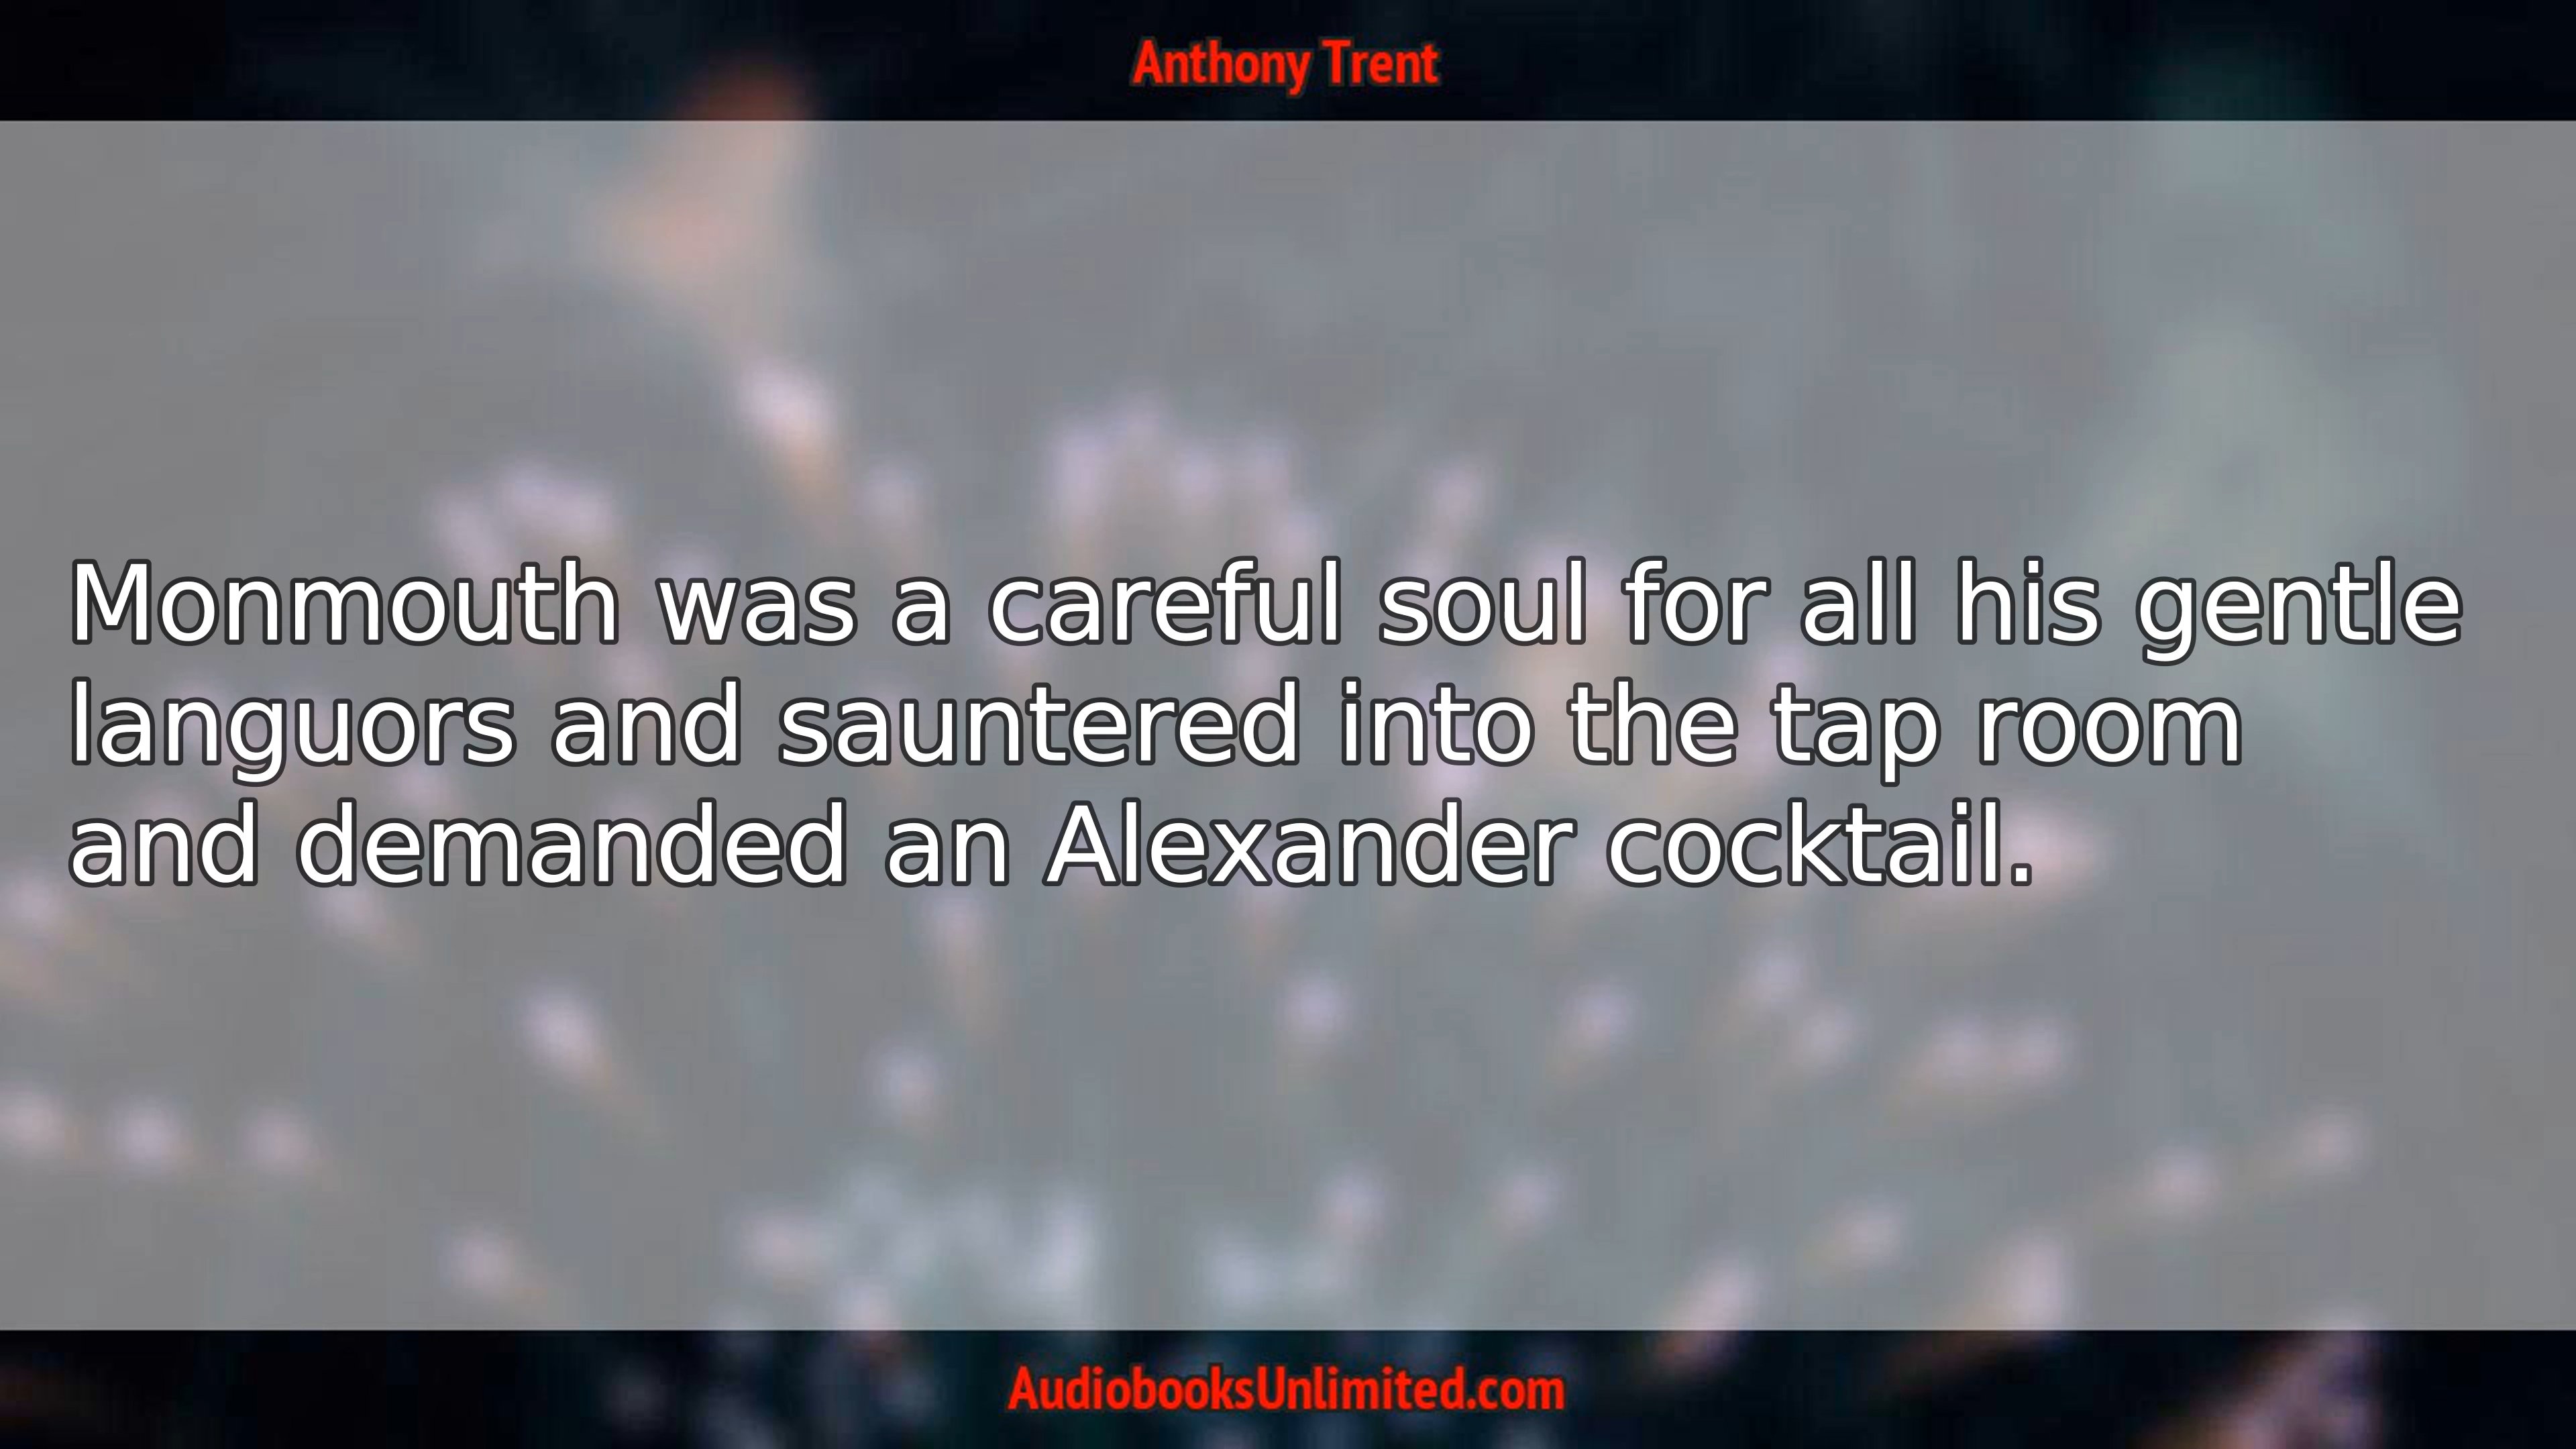 Anthony Trent
Monmouth was a careful soul for all his gentle
languors and sauntered into the tap room
and demanded an Alexander cocktail.
AudiobooksUnlimited.com